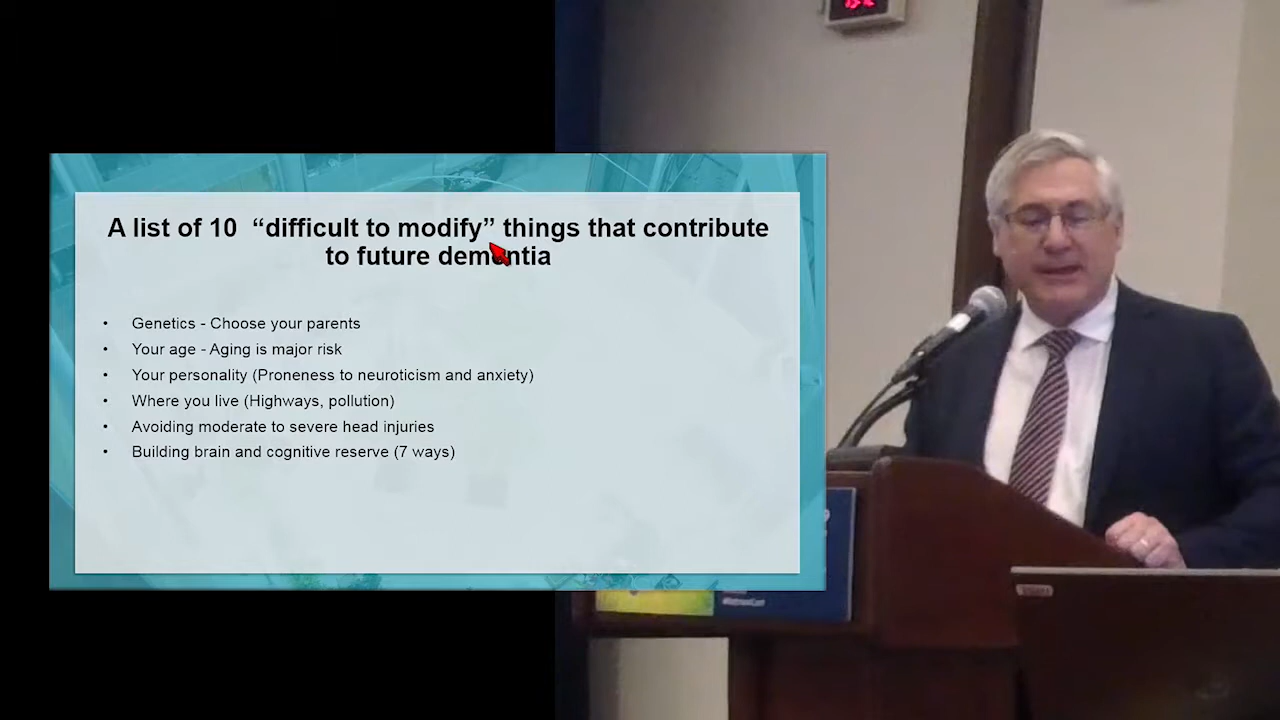 A list of 10 “difficult to modify” things that contribute
to future dementia
• Genetics - Choose your parents
• Your age - Aging is major risk
• Your personality (Proneness to neuroticism and anxiety)
• Where you live (Highways, pollution)
• Avoiding moderate to severe head injuries
• Building brain and cognitive reserve (7 ways)